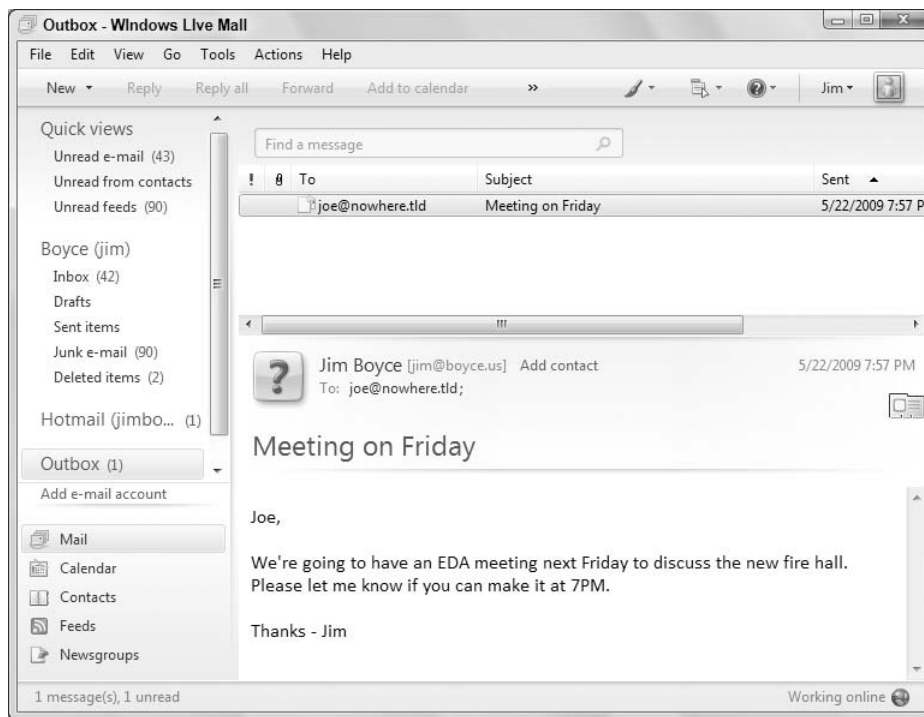 Outbox - WIndows LIve Mall
File Edit View Go Tools Actions Help
New Reply Reply all Forward Add to calendar » Jim
Quick views
Unread e-mail (43)
Unread from contacts
Unread feeds (90)
Boyce (jim)
Inbox (42)
Drafts
Sent items
Junk e-mail (90)
Deleted items (2)
Hotmail (jimbo... (1)
Outbox (1)
Add e-mail account
Mail
Calendar
Contacts
Feeds
Newsgroups
Find a message
! To Subject Sent
joe@nowhere.tld Meeting on Friday 5/22/2009 7:57 P
Jim Boyce [jim@boyce.us] Add contact 5/22/2009 7:57 PM
To: joe@nowhere.tld;
Meeting on Friday
Joe,
We're going to have an EDA meeting next Friday to discuss the new fire hall.
Please let me know if you can make it at 7PM.
Thanks - Jim
1 message(s), 1 unread Working online